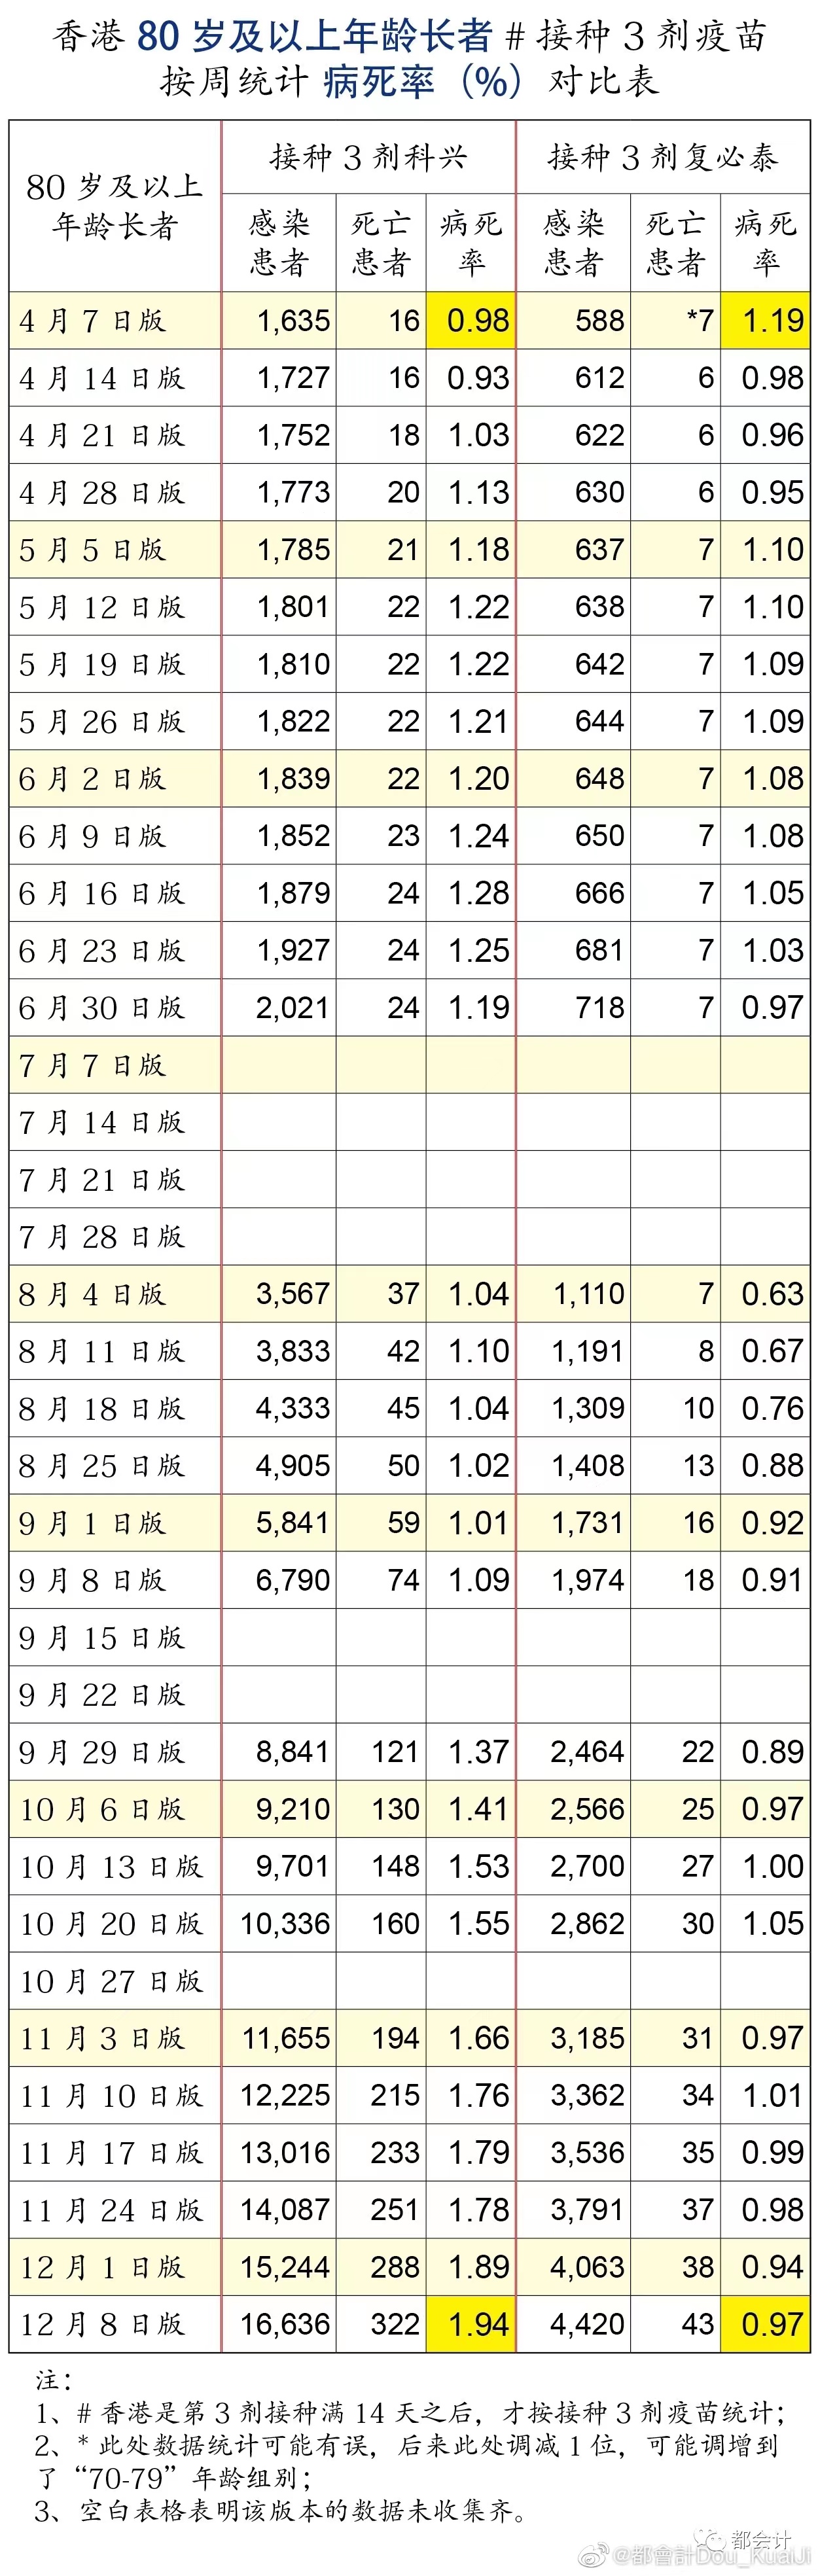 香港 80 岁及以上年龄长者 # 接种 3 剂疫苗
按周统计 病死率（%）对比表
80 岁及以上年龄长者 接种 3 剂科兴 接种 3 剂复必泰
感染患者 死亡患者 病死率 感染患者 死亡患者 病死率
4 月 7 日版 1,635 16 0.98 588 *7 1.19
4 月 14 日版 1,727 16 0.93 612 6 0.98
4 月 21 日版 1,752 18 1.03 622 6 0.96
4 月 28 日版 1,773 20 1.13 630 6 0.95
5 月 5 日版 1,785 21 1.18 637 7 1.10
5 月 12 日版 1,801 22 1.22 638 7 1.10
5 月 19 日版 1,810 22 1.22 642 7 1.09
5 月 26 日版 1,822 22 1.21 644 7 1.09
6 月 2 日版 1,839 22 1.20 648 7 1.08
6 月 9 日版 1,852 23 1.24 650 7 1.08
6 月 16 日版 1,879 24 1.28 666 7 1.05
6 月 23 日版 1,927 24 1.25 681 7 1.03
6 月 30 日版 2,021 24 1.19 718 7 0.97
7 月 7 日版
7 月 14 日版
7 月 21 日版
7 月 28 日版
8 月 4 日版 3,567 37 1.04 1,110 7 0.63
8 月 11 日版 3,833 42 1.10 1,191 8 0.67
8 月 18 日版 4,333 45 1.04 1,309 10 0.76
8 月 25 日版 4,905 50 1.02 1,408 13 0.88
9 月 1 日版 5,841 59 1.01 1,731 16 0.92
9 月 8 日版 6,790 74 1.09 1,974 18 0.91
9 月 15 日版
9 月 22 日版
9 月 29 日版 8,841 121 1.37 2,464 22 0.89
10 月 6 日版 9,210 130 1.41 2,566 25 0.97
10 月 13 日版 9,701 148 1.53 2,700 27 1.00
10 月 20 日版 10,336 160 1.55 2,862 30 1.05
10 月 27 日版
11 月 3 日版 11,655 194 1.66 3,185 31 0.97
11 月 10 日版 12,225 215 1.76 3,362 34 1.01
11 月 17 日版 13,016 233 1.79 3,536 35 0.99
11 月 24 日版 14,087 251 1.78 3,791 37 0.98
12 月 1 日版 15,244 288 1.89 4,063 38 0.94
12 月 8 日版 16,636 322 1.94 4,420 43 0.97
注：
1、# 香港是第 3 剂接种满 14 天之后，才按接种 3 剂疫苗统计；
2、* 此处数据统计可能有误，后来此处调减 1 位，可能调增到
了“70-79”年龄组别；
3、空白表格表明该版本的数据未收集齐。
都会计
@都會計Dou_KuaiJi